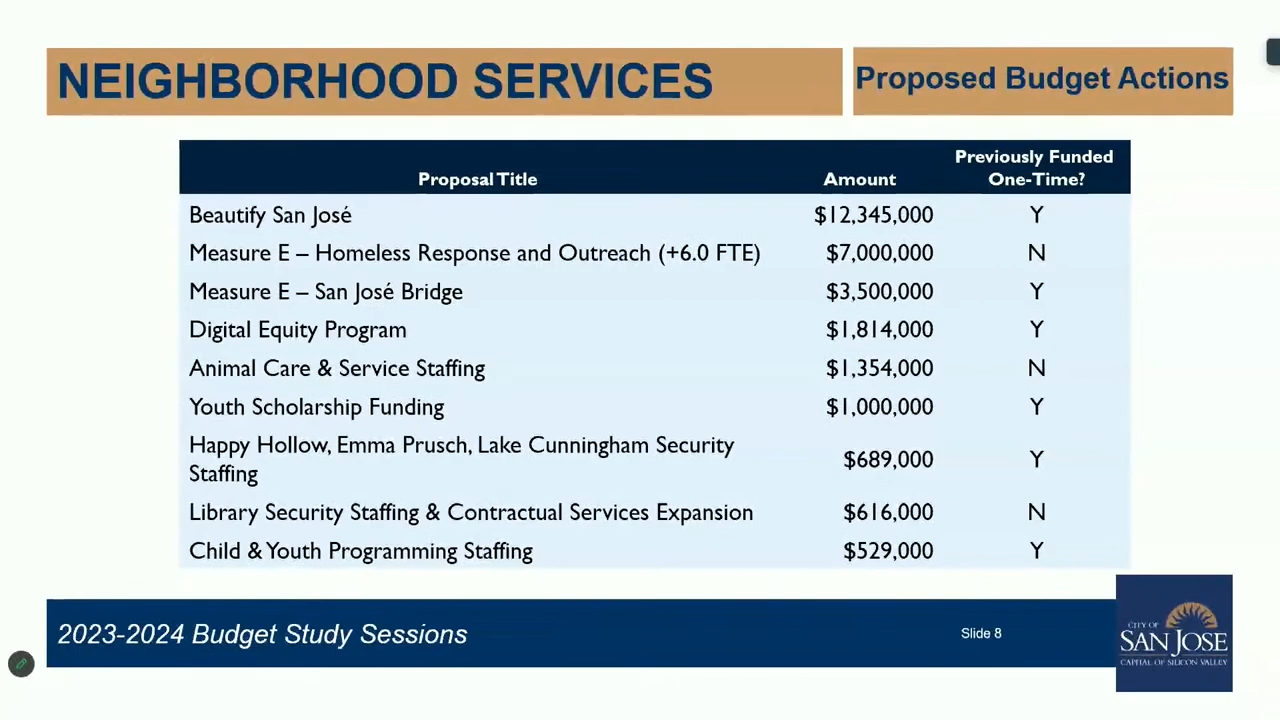 NEIGHBORHOOD SERVICES
Proposed Budget Actions
Proposal Title Amount Previously Funded
One-Time?
Beautify San José $12,345,000 Y
Measure E – Homeless Response and Outreach (+6.0 FTE) $7,000,000 N
Measure E – San José Bridge $3,500,000 Y
Digital Equity Program $1,814,000 Y
Animal Care & Service Staffing $1,354,000 N
Youth Scholarship Funding $1,000,000 Y
Happy Hollow, Emma Prusch, Lake Cunningham Security
Staffing $689,000 Y
Library Security Staffing & Contractual Services Expansion $616,000 N
Child & Youth Programming Staffing $529,000 Y
2023-2024 Budget Study Sessions
Slide 8
CITY OF
SAN JOSE
CAPITAL OF SILICON VALLEY